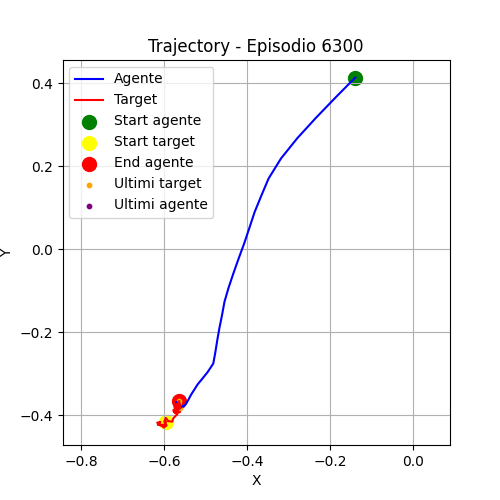 Trajectory - Episodio 6300
Agente
Target
Start agente
Start target
End agente
Ultimi target
Ultimi agente
0.4
0.2
0.0
−0.2
−0.4
Y
−0.8
−0.6
−0.4
−0.2
0.0
X